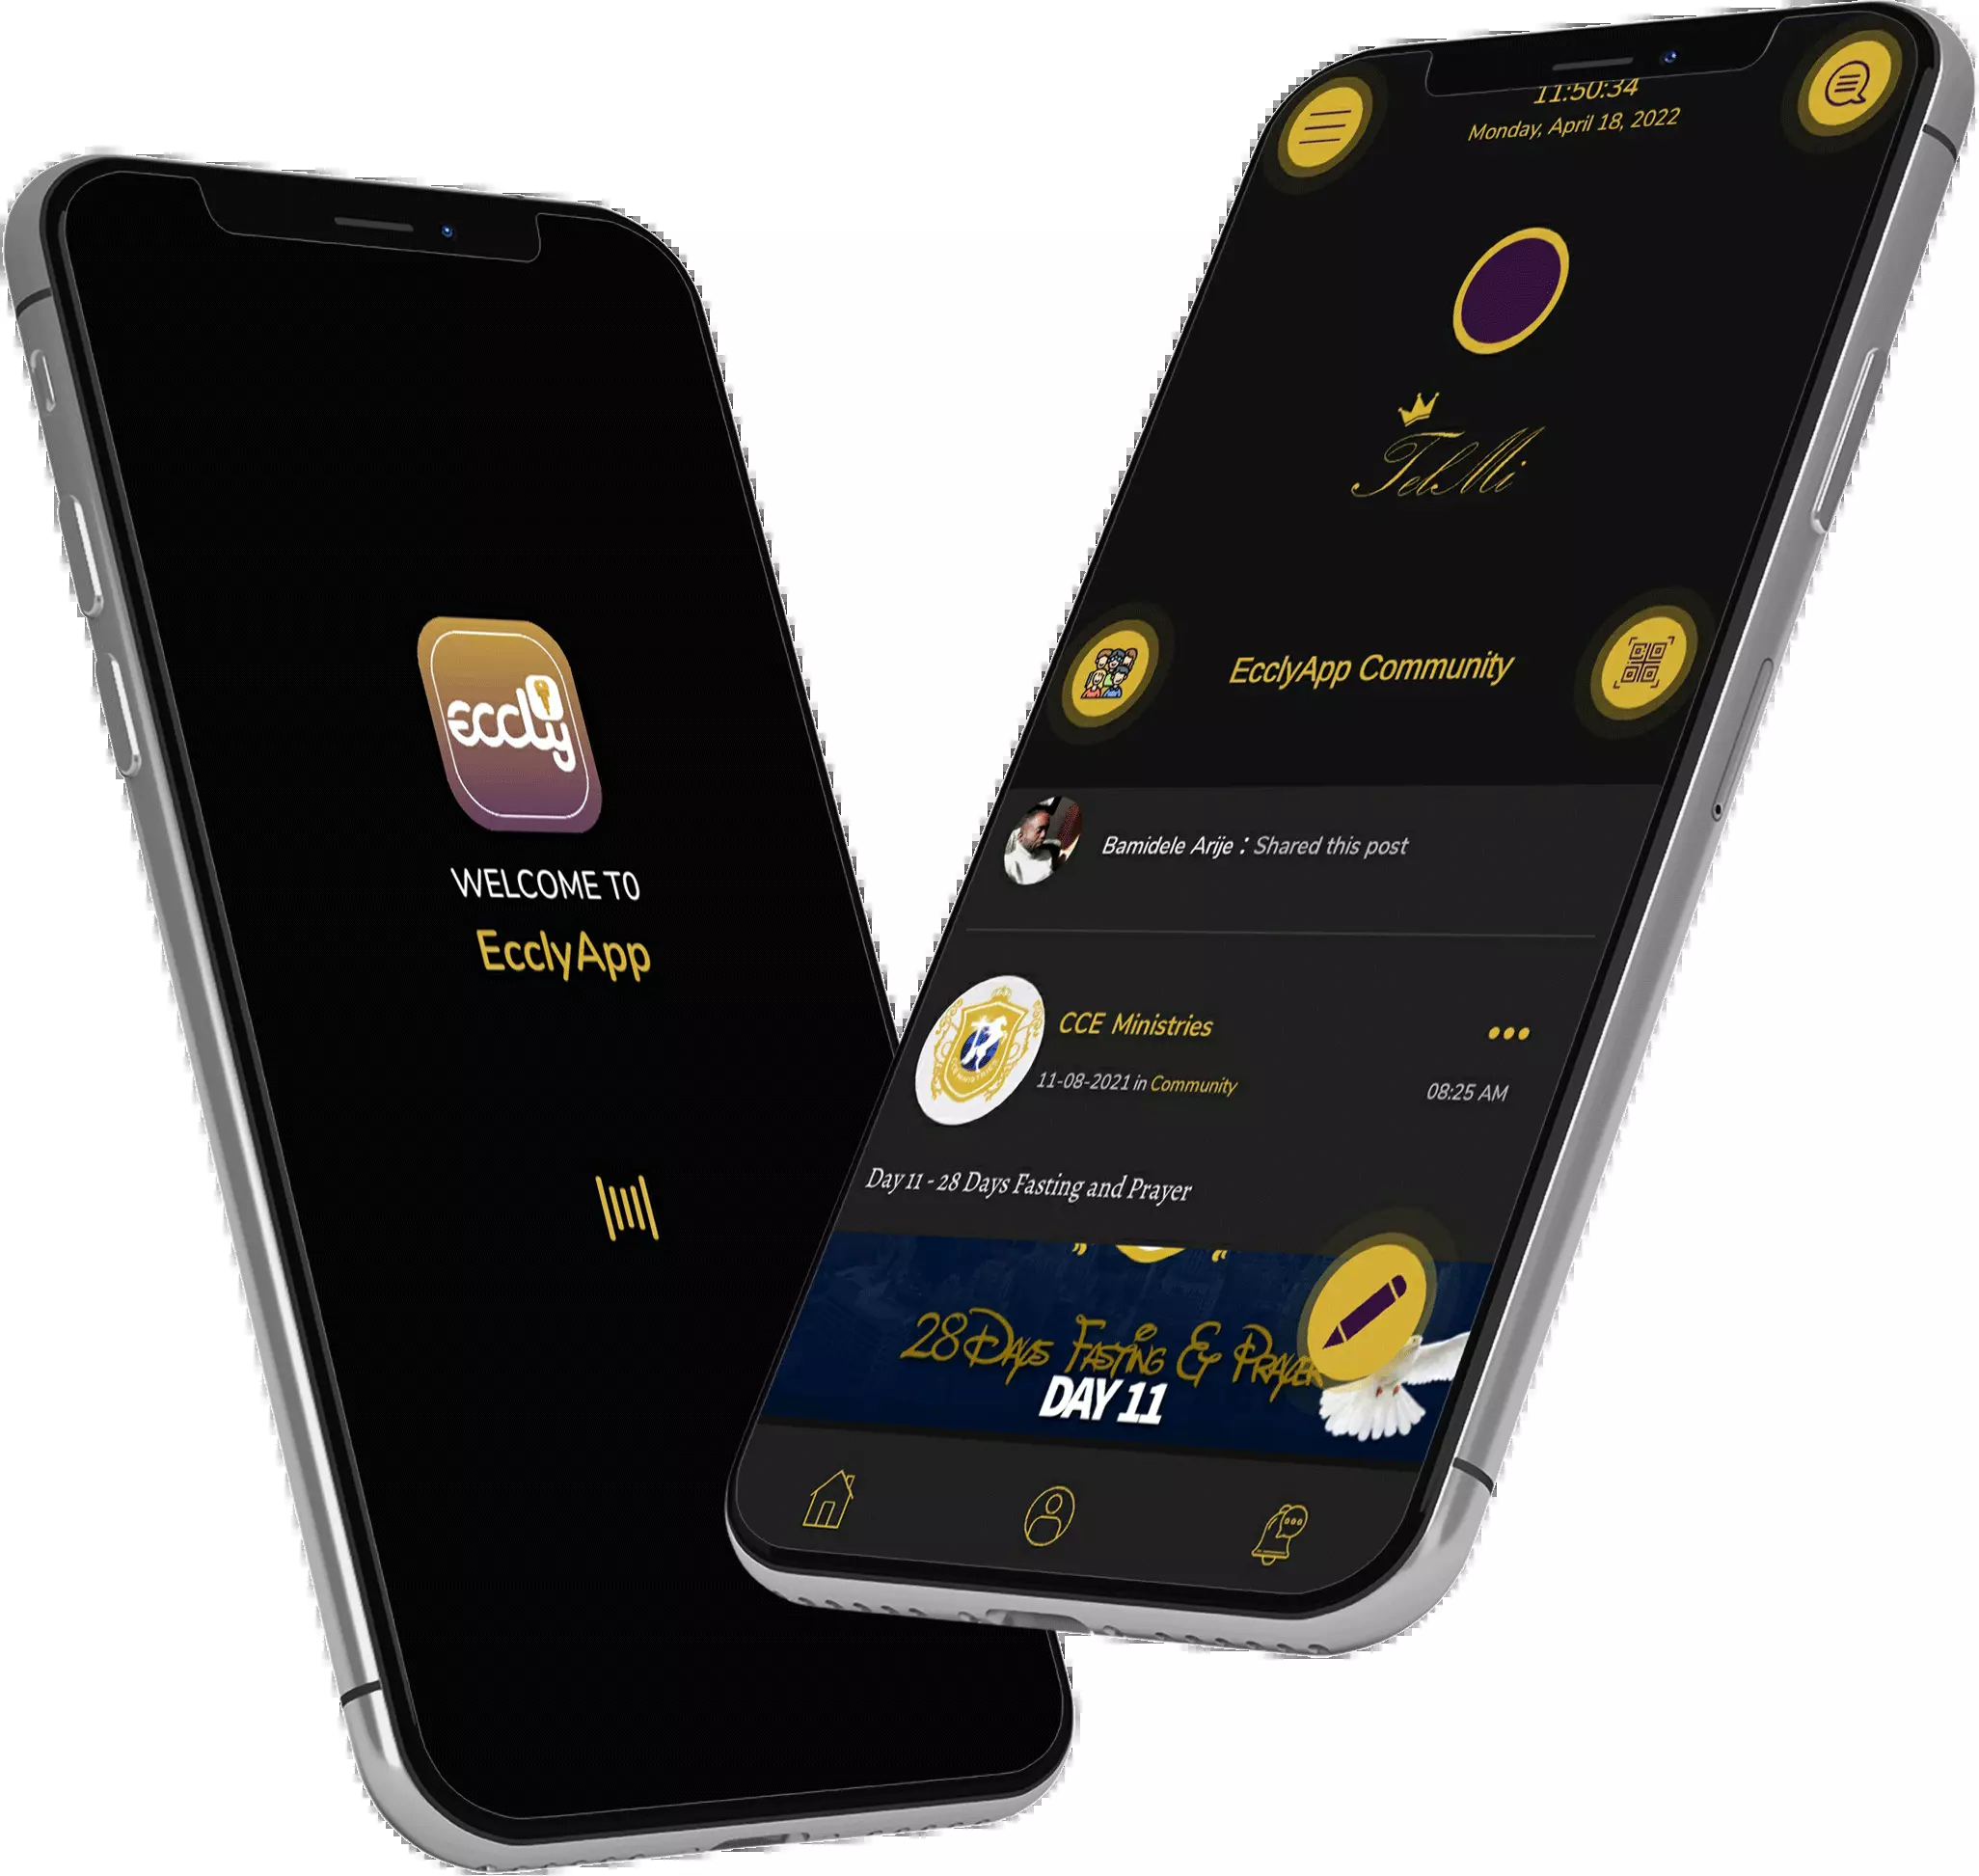 eccly
WELCOME TO
EcclyApp
11:50:34
Monday, April 18, 2022
TelMi
EcclyApp Community
Bamidele Arije : Shared this post
CCE Ministries
11-08-2021 in Community
08:25 AM
Day 11 - 28 Days Fasting and Prayer
28 Days Fasting & Prayer
DAY 11